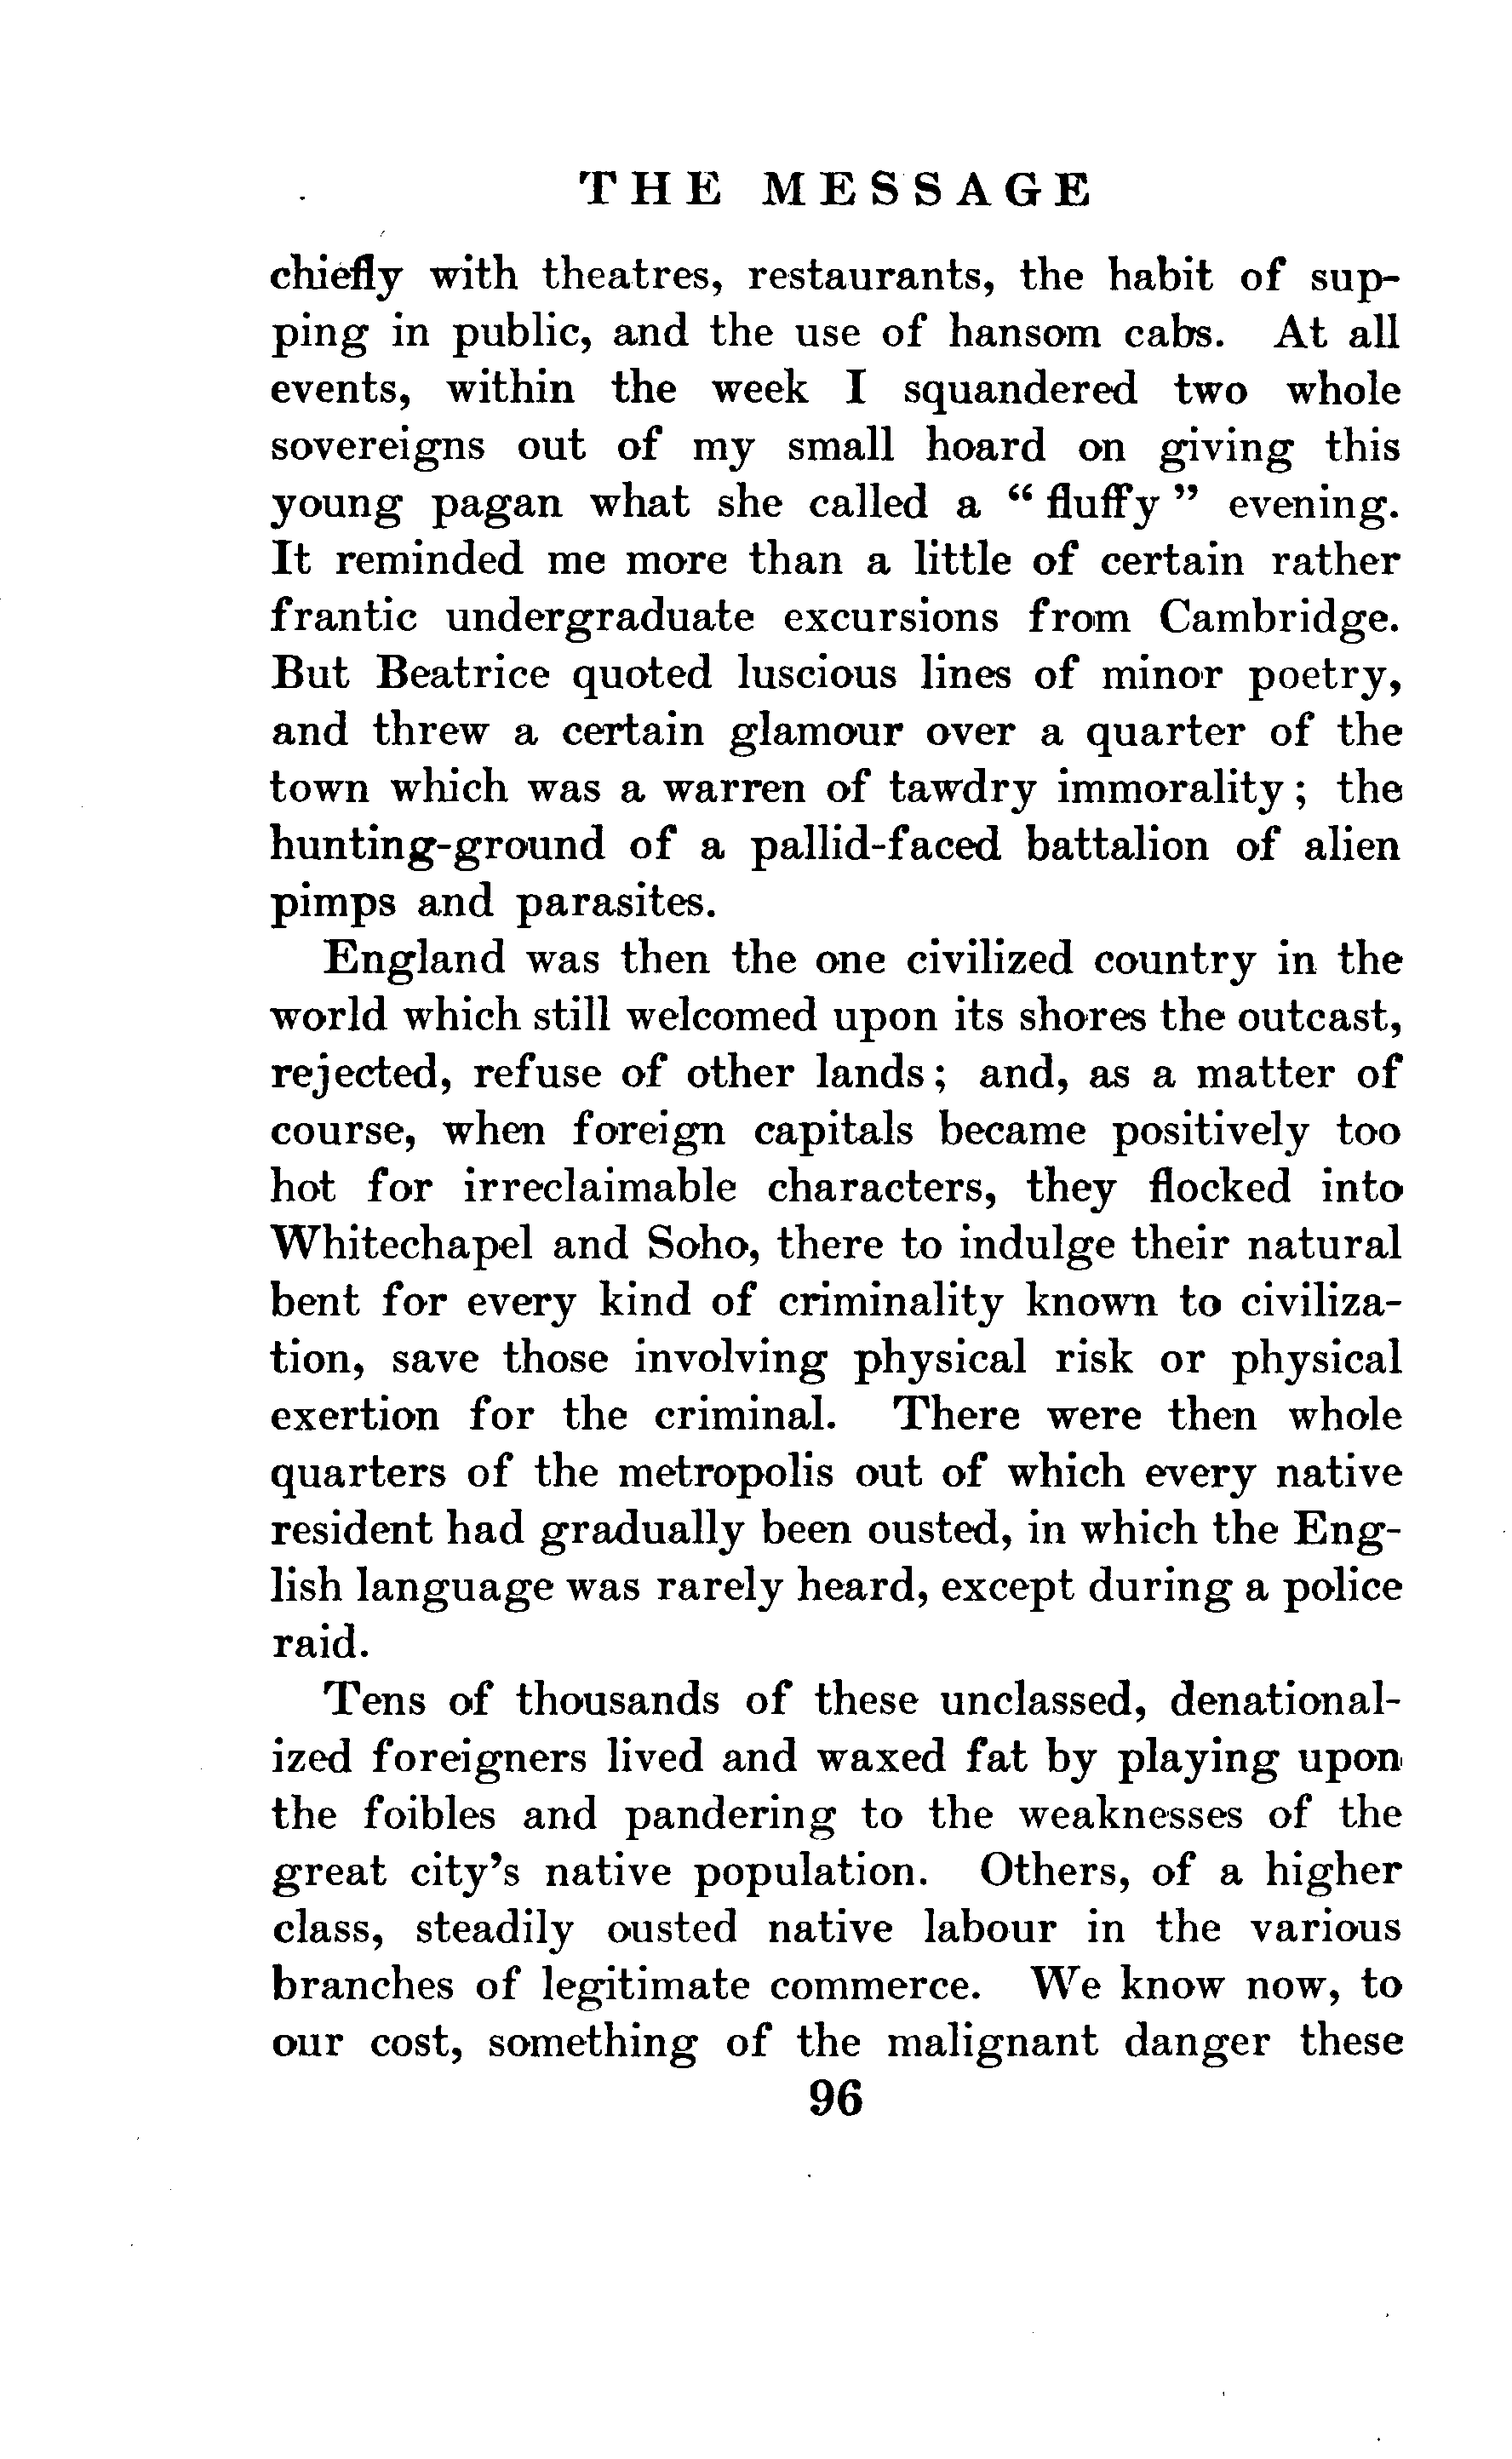 THE MESSAGE
chiefly with theatres, restaurants, the habit of sup-
ping in public, and the use of hansom cabs. At all
events, within the week I squandered two whole
sovereigns out of my small hoard on giving this
young pagan what she called a “ fluffy ” evening.
It reminded me more than a little of certain rather
frantic undergraduate excursions from Cambridge.
But Beatrice quoted luscious lines of minor poetry,
and threw a certain glamour over a quarter of the
town which was a warren of tawdry immorality; the
hunting-ground of a pallid-faced battalion of alien
pimps and parasites.
England was then the one civilized country in the
world which still welcomed upon its shores the outcast,
rejected, refuse of other lands; and, as a matter of
course, when foreign capitals became positively too
hot for irreclaimable characters, they flocked into
Whitechapel and Soho, there to indulge their natural
bent for every kind of criminality known to civiliza-
tion, save those involving physical risk or physical
exertion for the criminal. There were then whole
quarters of the metropolis out of which every native
resident had gradually been ousted, in which the Eng-
lish language was rarely heard, except during a police
raid.
Tens of thousands of these unclassed, denational-
ized foreigners lived and waxed fat by playing upon
the foibles and pandering to the weaknesses of the
great city's native population. Others, of a higher
class, steadily ousted native labour in the various
branches of legitimate commerce. We know now, to
our cost, something of the malignant danger these
96